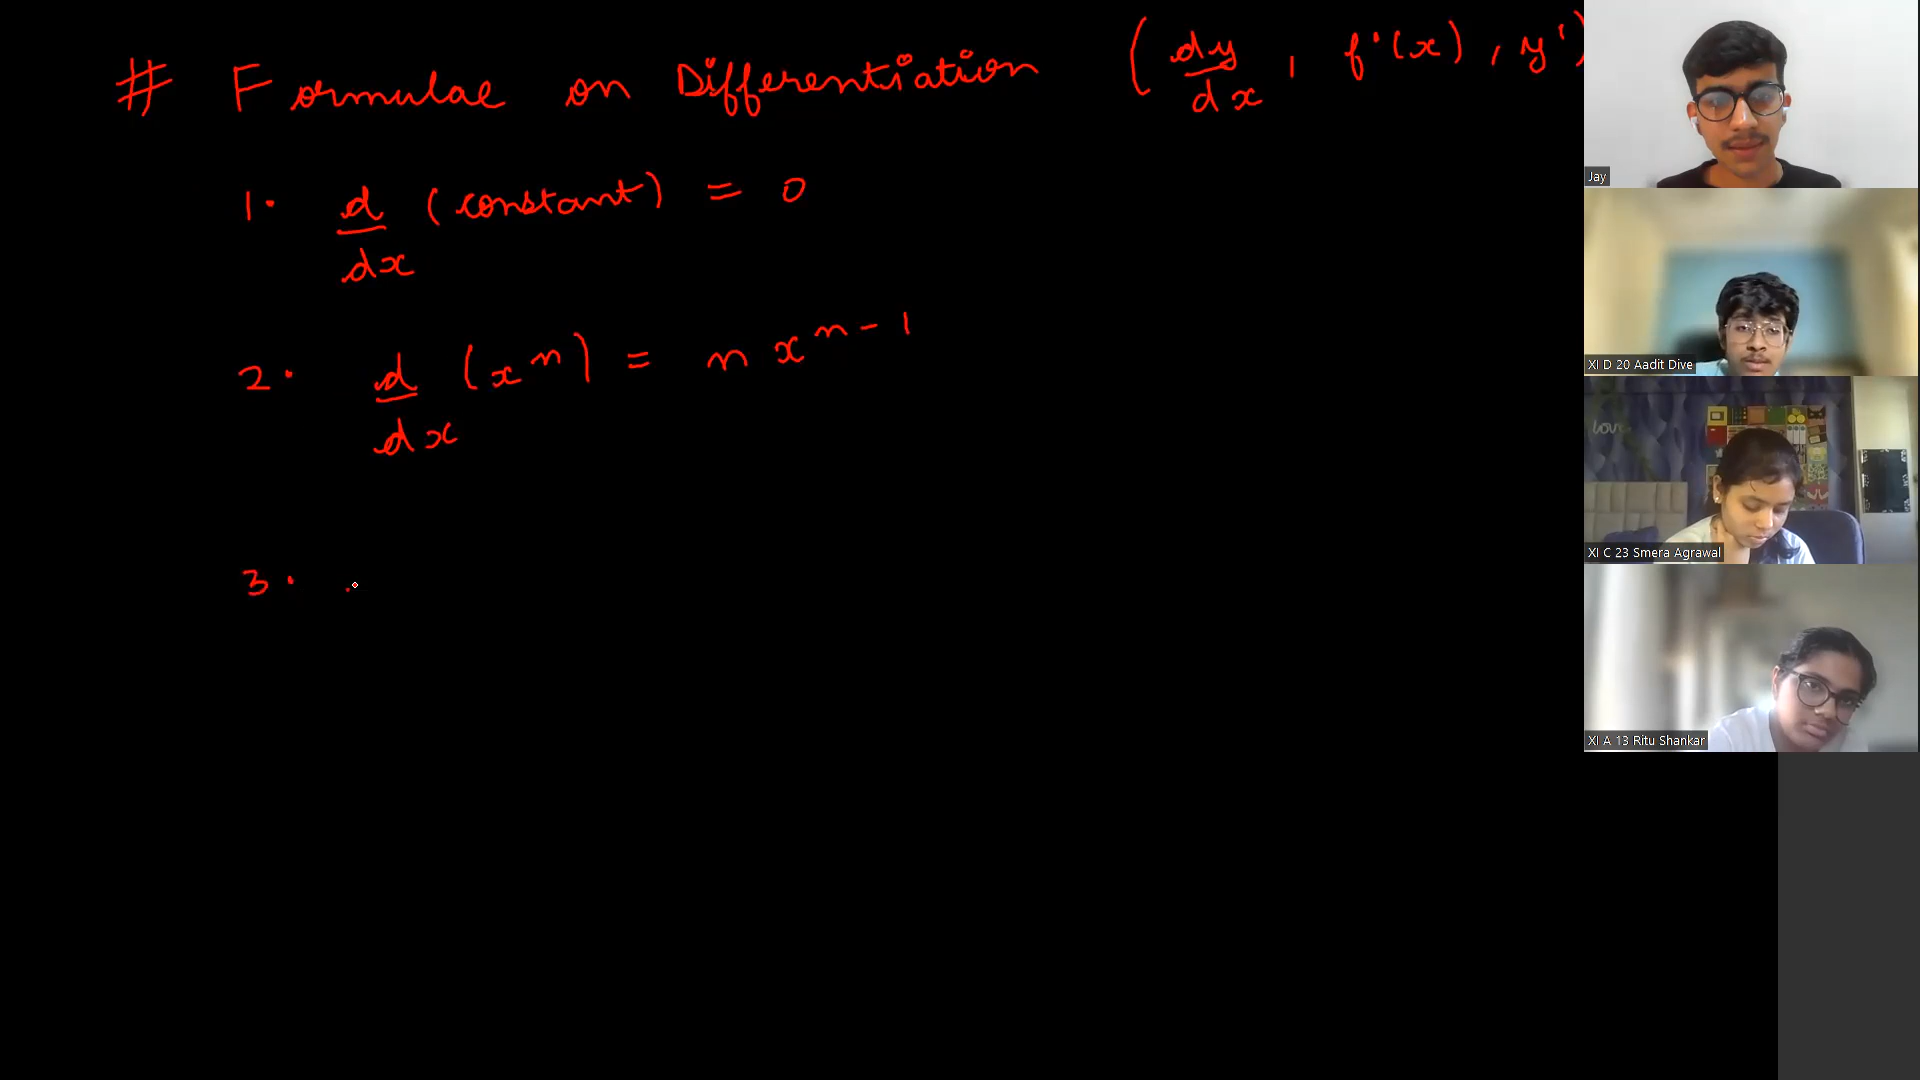 # Formulae on Differentiation ( dy/dx , f'(x) , y' )
1. d/dx (constant) = 0
2. d/dx (x^n) = n x^(n-1)
3.
Jay
XI D 20 Aadit Dive
love
XI C 23 Smera Agrawal
XI A 13 Ritu Shankar